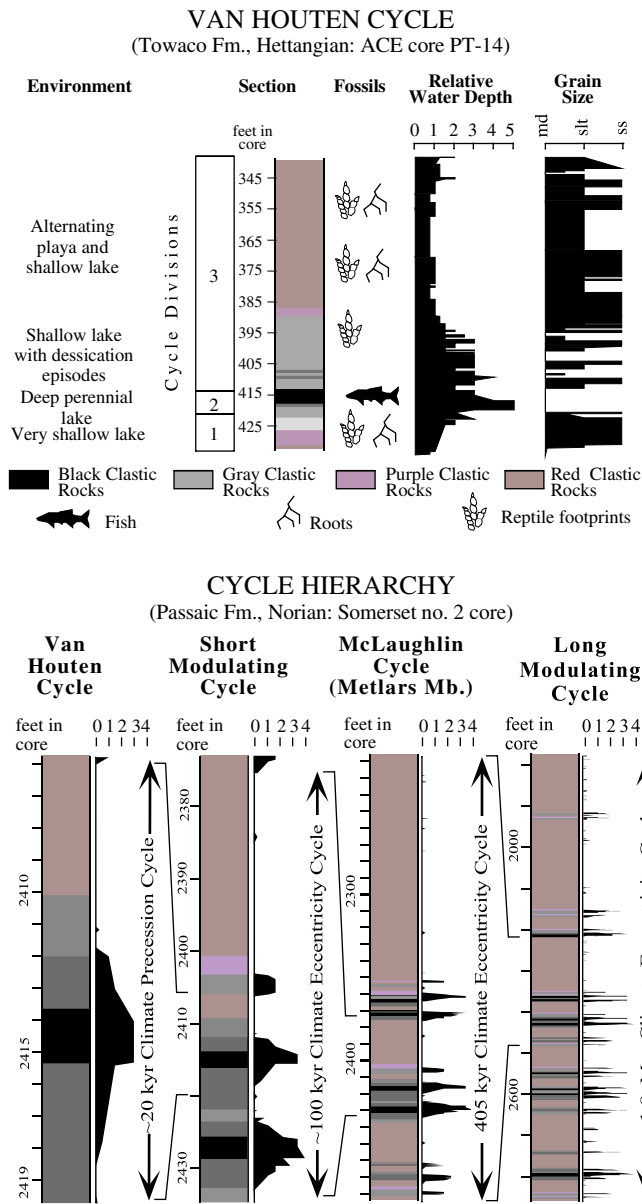 VAN HOUTEN CYCLE
(Towaco Fm., Hettangian: ACE core PT-14)
Environment
Section
Fossils
Relative
Water Depth
Grain
Size
feet in
core
0 1 2 3 4 5
md
slt
ss
Cycle Divisions
3
2
1
345
355
365
375
385
395
405
415
425
Alternating
playa and
shallow lake
Shallow lake
with dessication
episodes
Deep perennial
lake
Very shallow lake
Black Clastic
Rocks
Gray Clastic
Rocks
Purple Clastic
Rocks
Red Clastic
Rocks
Fish
Roots
Reptile footprints
CYCLE HIERARCHY
(Passaic Fm., Norian: Somerset no. 2 core)
Van
Houten
Cycle
Short
Modulating
Cycle
McLaughlin
Cycle
(Metlars Mb.)
Long
Modulating
Cycle
feet in
core
0 1 2 3 4
feet in
core
0 1 2 3 4
feet in
core
0 1 2 3 4
feet in
core
0 1 2 3 4
2410
2415
2419
~20 kyr Climate Precession Cycle
2380
2390
2400
2410
2430
~100 kyr Climate Eccentricity Cycle
2300
2400
405 kyr Climate Eccentricity Cycle
2000
2600